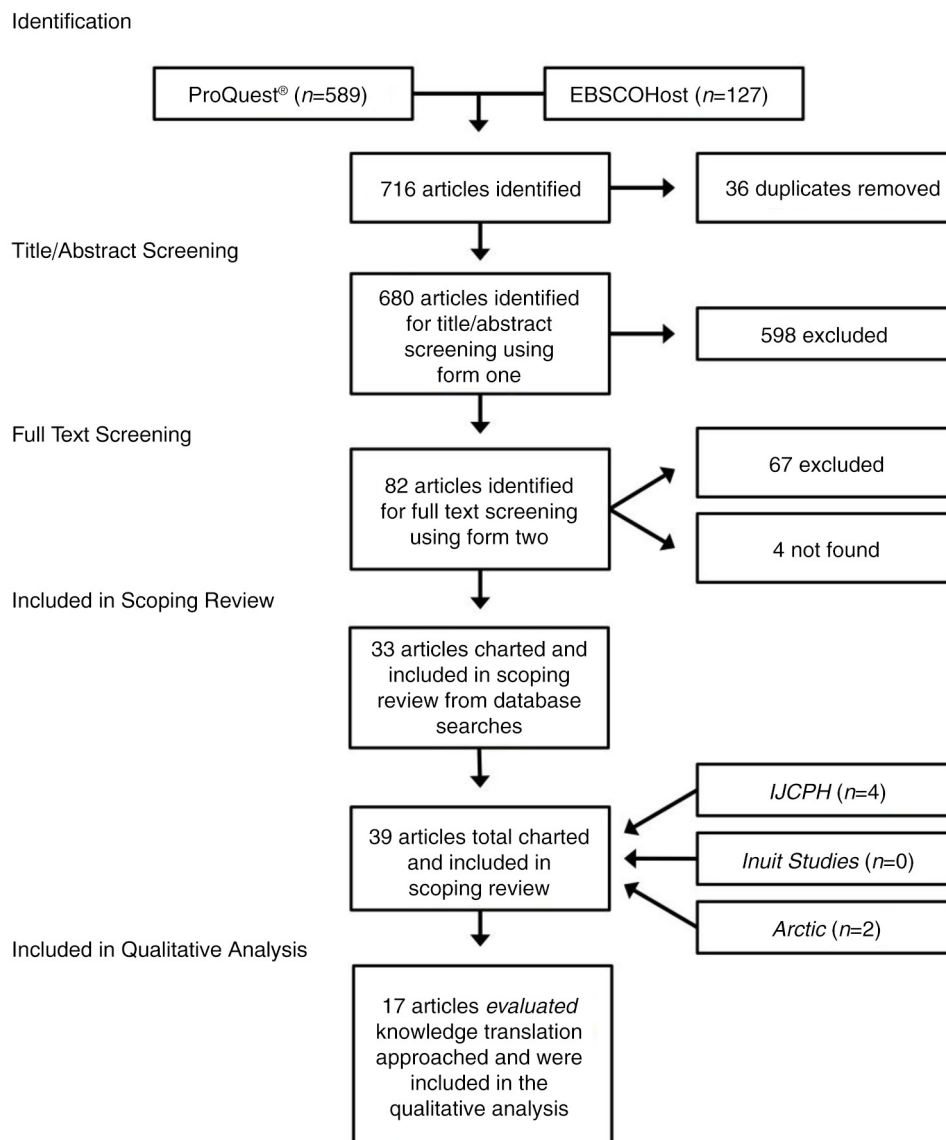 Identification
ProQuest® (n=589)
EBSCOHost (n=127)
716 articles identified
36 duplicates removed
Title/Abstract Screening
680 articles identified
for title/abstract
screening using
form one
598 excluded
Full Text Screening
82 articles identified
for full text screening
using form two
67 excluded
4 not found
Included in Scoping Review
33 articles charted and
included in scoping
review from database
searches
39 articles total charted
and included in
scoping review
IJCPH (n=4)
Inuit Studies (n=0)
Arctic (n=2)
Included in Qualitative Analysis
17 articles evaluated
knowledge translation
approached and were
included in the
qualitative analysis